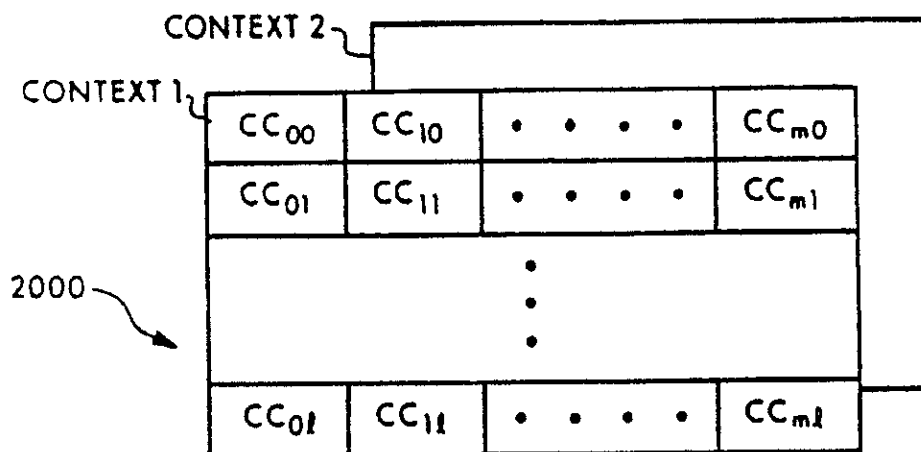 CONTEXT 2
CONTEXT 1
CC₀₀ CC₁₀ • • • • CCₘ₀
CC₀₁ CC₁₁ • • • • CCₘ₁
2000
CC₀ℓ CC₁ℓ • • • • CCₘℓ